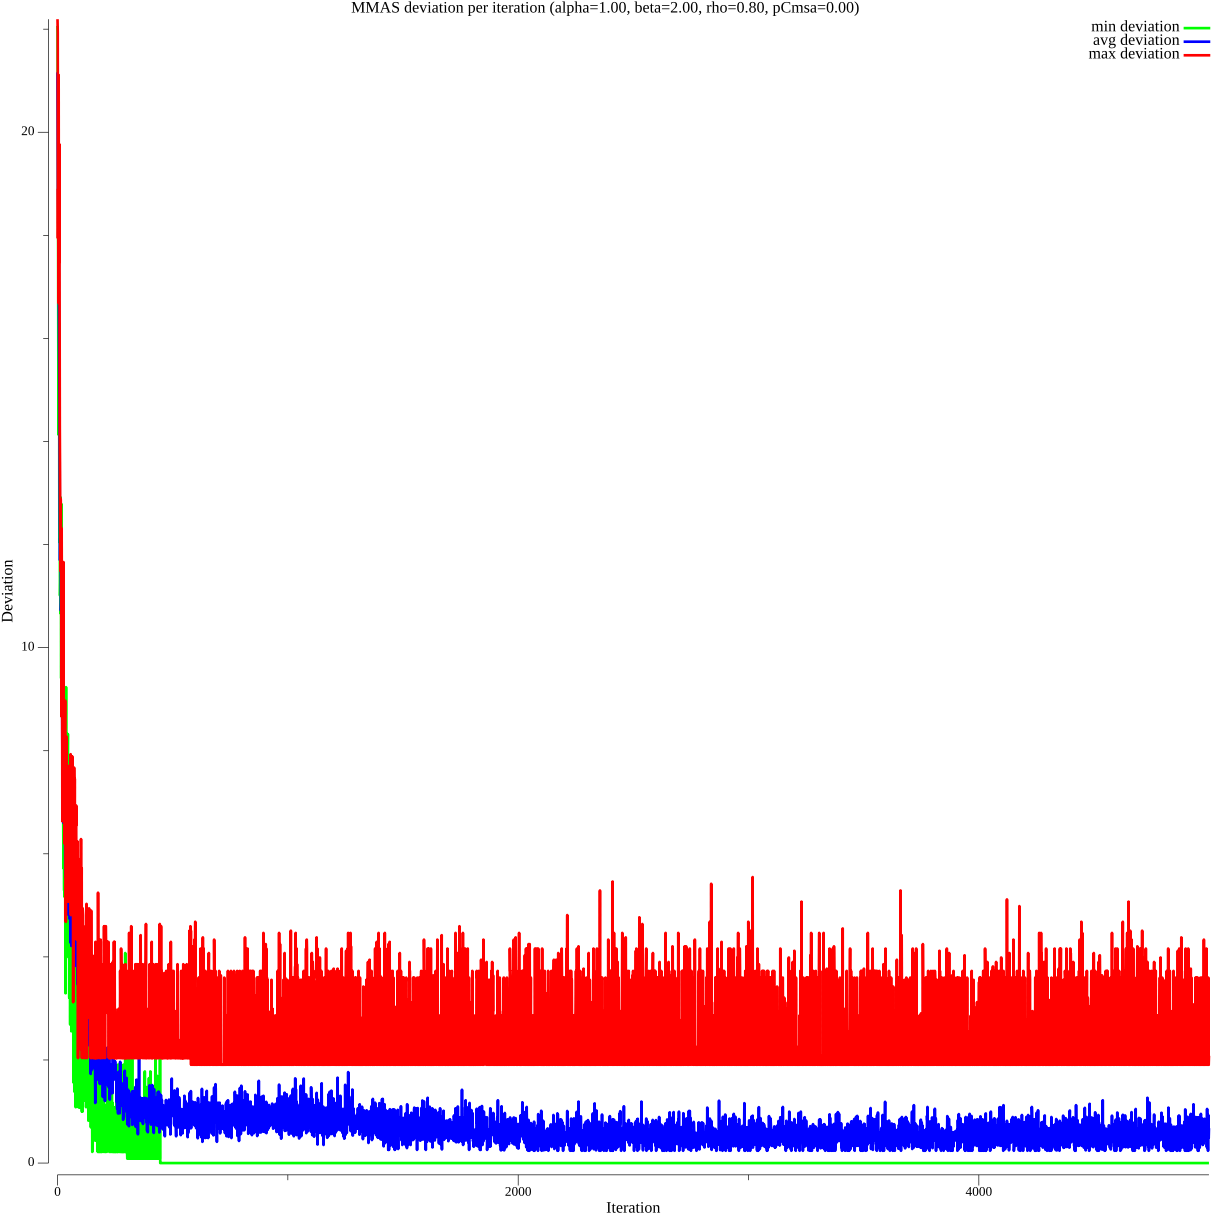 MMAS deviation per iteration (alpha=1.00, beta=2.00, rho=0.80, pCmsa=0.00)
min deviation
avg deviation
max deviation
20
10
0
Deviation
0 2000 4000
Iteration